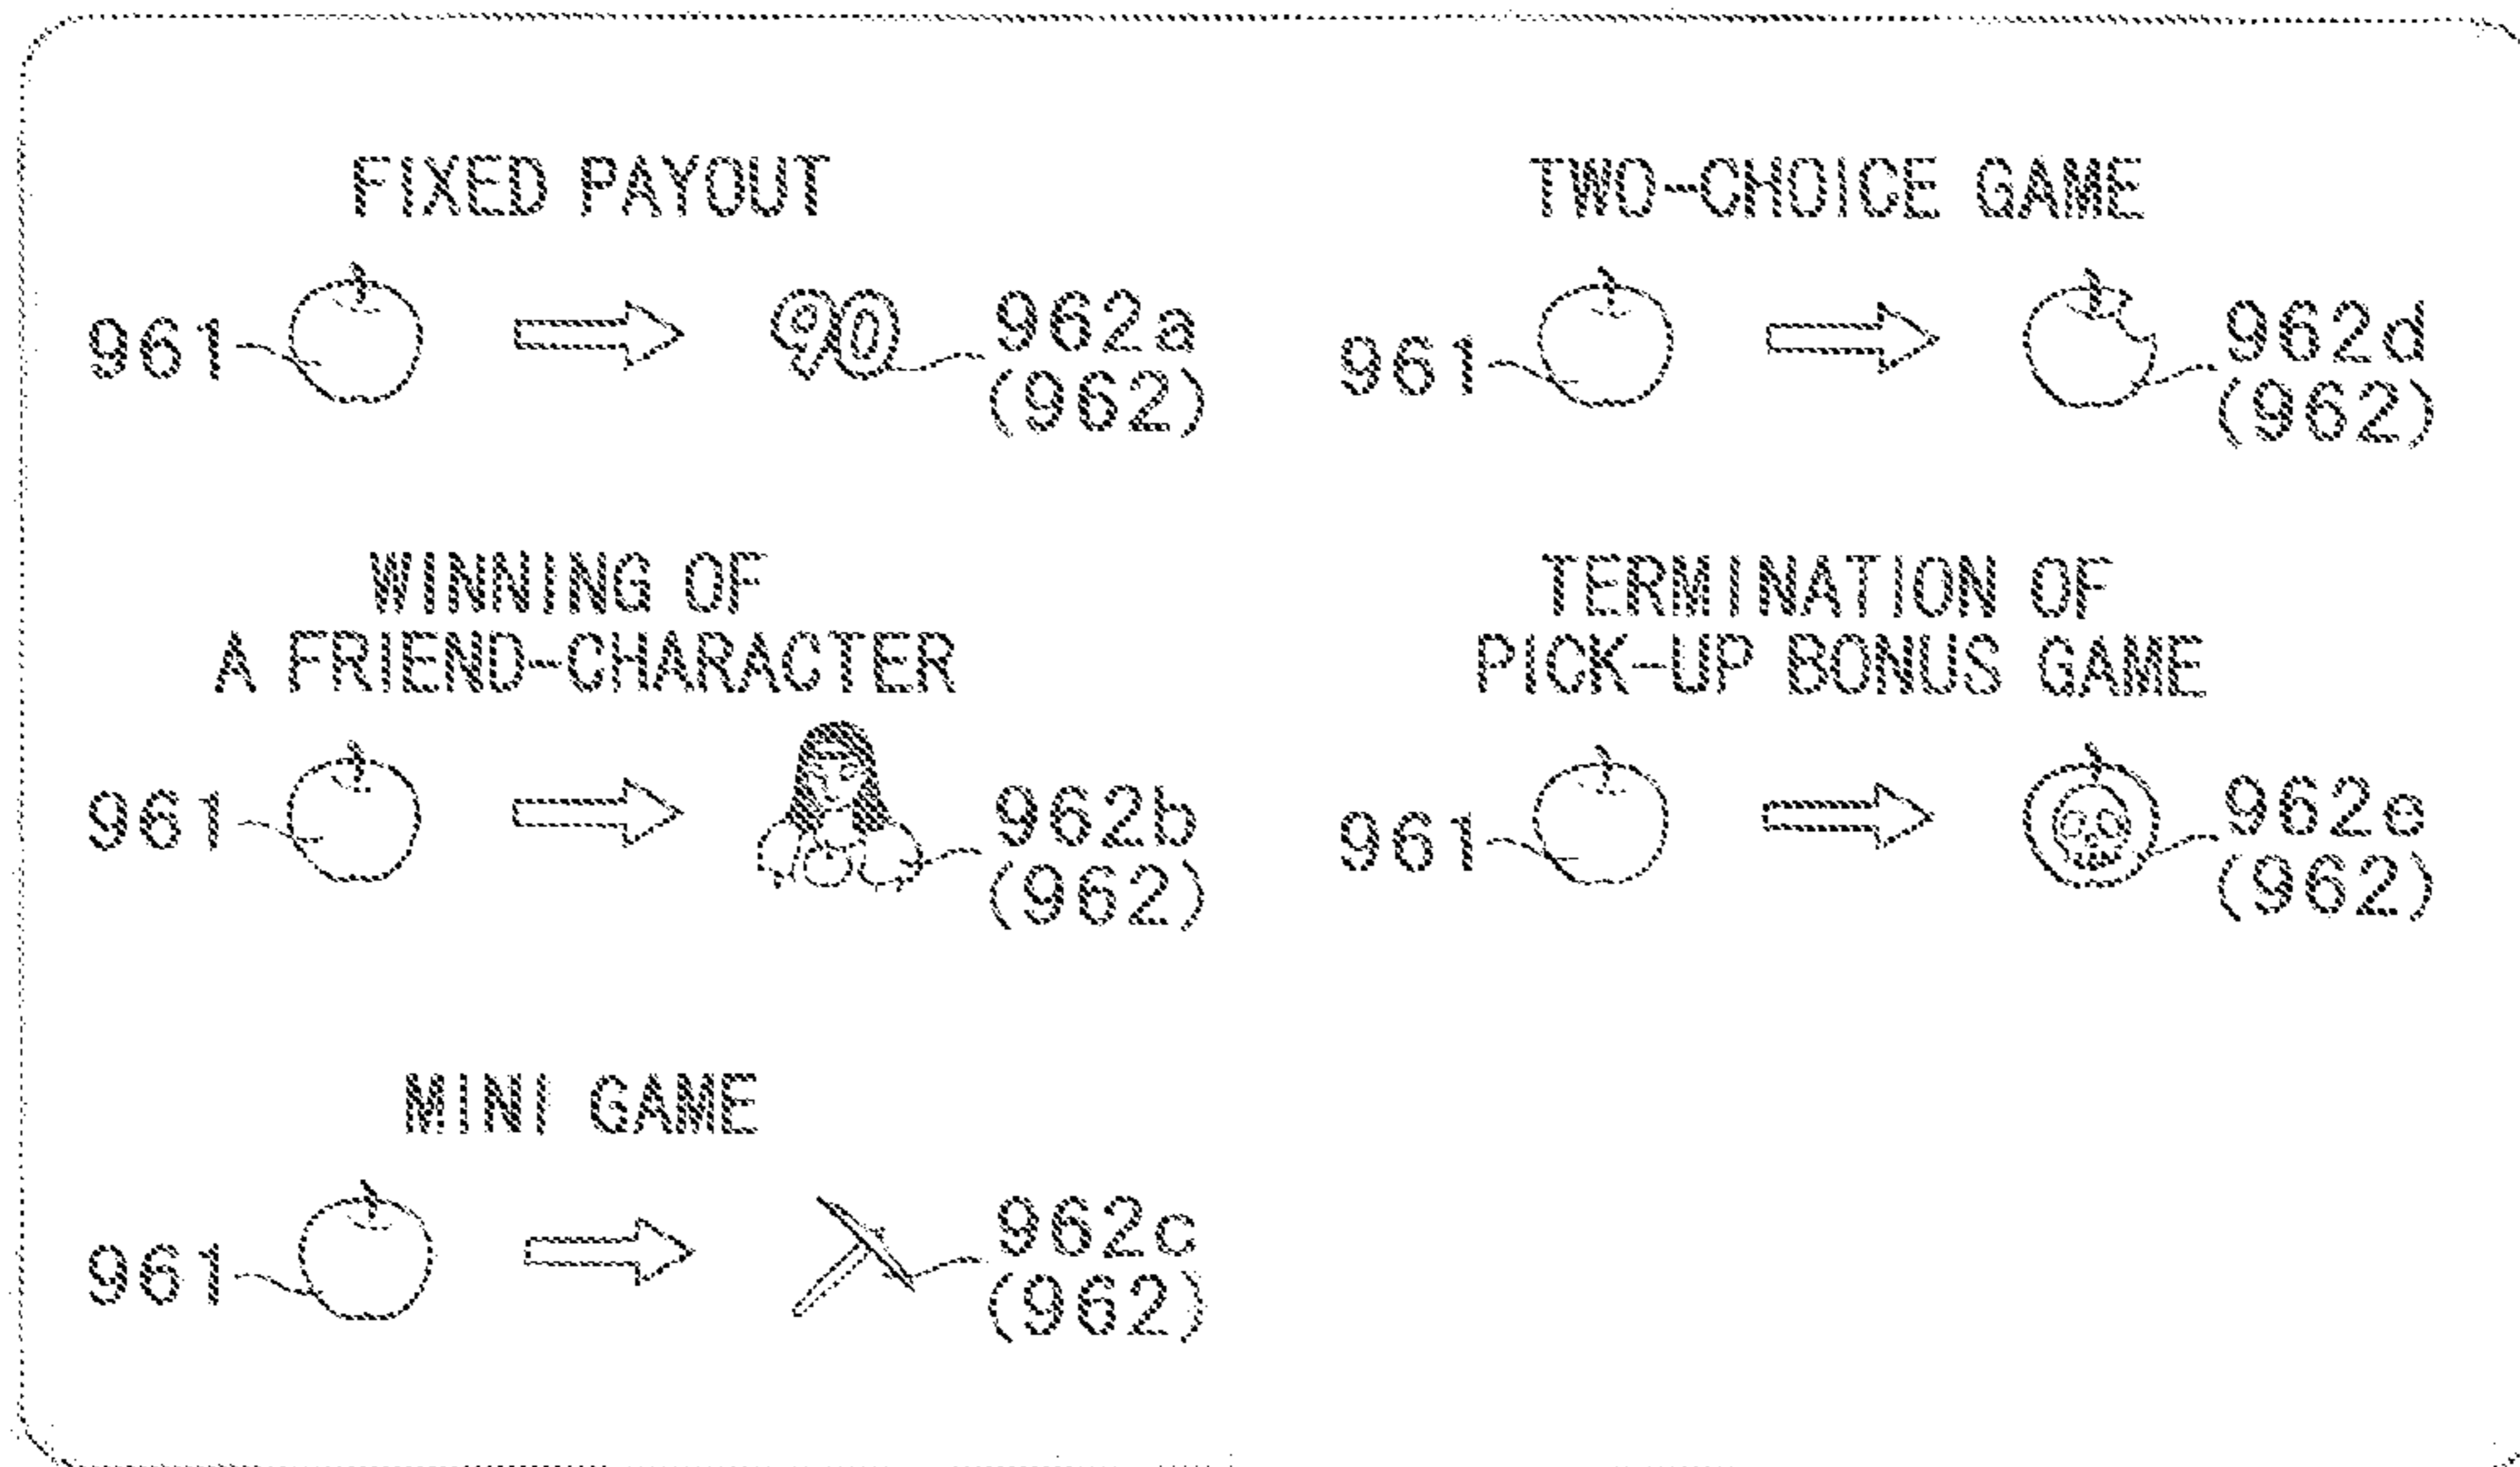 FIXED PAYOUT
961
90
962a
(962)
WINNING OF
A FRIEND-CHARACTER
961
962b
(962)
MINI GAME
961
962c
(962)
TWO-CHOICE GAME
961
962d
(962)
TERMINATION OF
PICK-UP BONUS GAME
961
962e
(962)